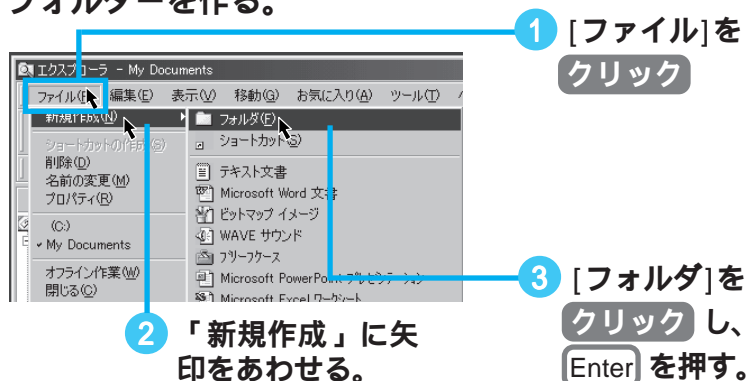 フォルダーを作る。
1 [ファイル]を
クリック
エクスプローラ - My Documents
ファイル(F) 編集(E) 表示(V) 移動(G) お気に入り(A) ツール(T)
新規作成(N)
ショートカットの作成(S)
削除(D)
名前の変更(M)
プロパティ(R)
(C:)
My Documents
オフライン作業(W)
閉じる(C)
フォルダ(F)
ショートカット(S)
テキスト文書
Microsoft Word 文書
ビットマップ イメージ
WAVE サウンド
ブリーフケース
Microsoft PowerPoint プレゼンテーション
Microsoft Excel ワークシート
2 「新規作成」に矢
印をあわせる。
3 [フォルダ]を
クリック し、
Enter を押す。